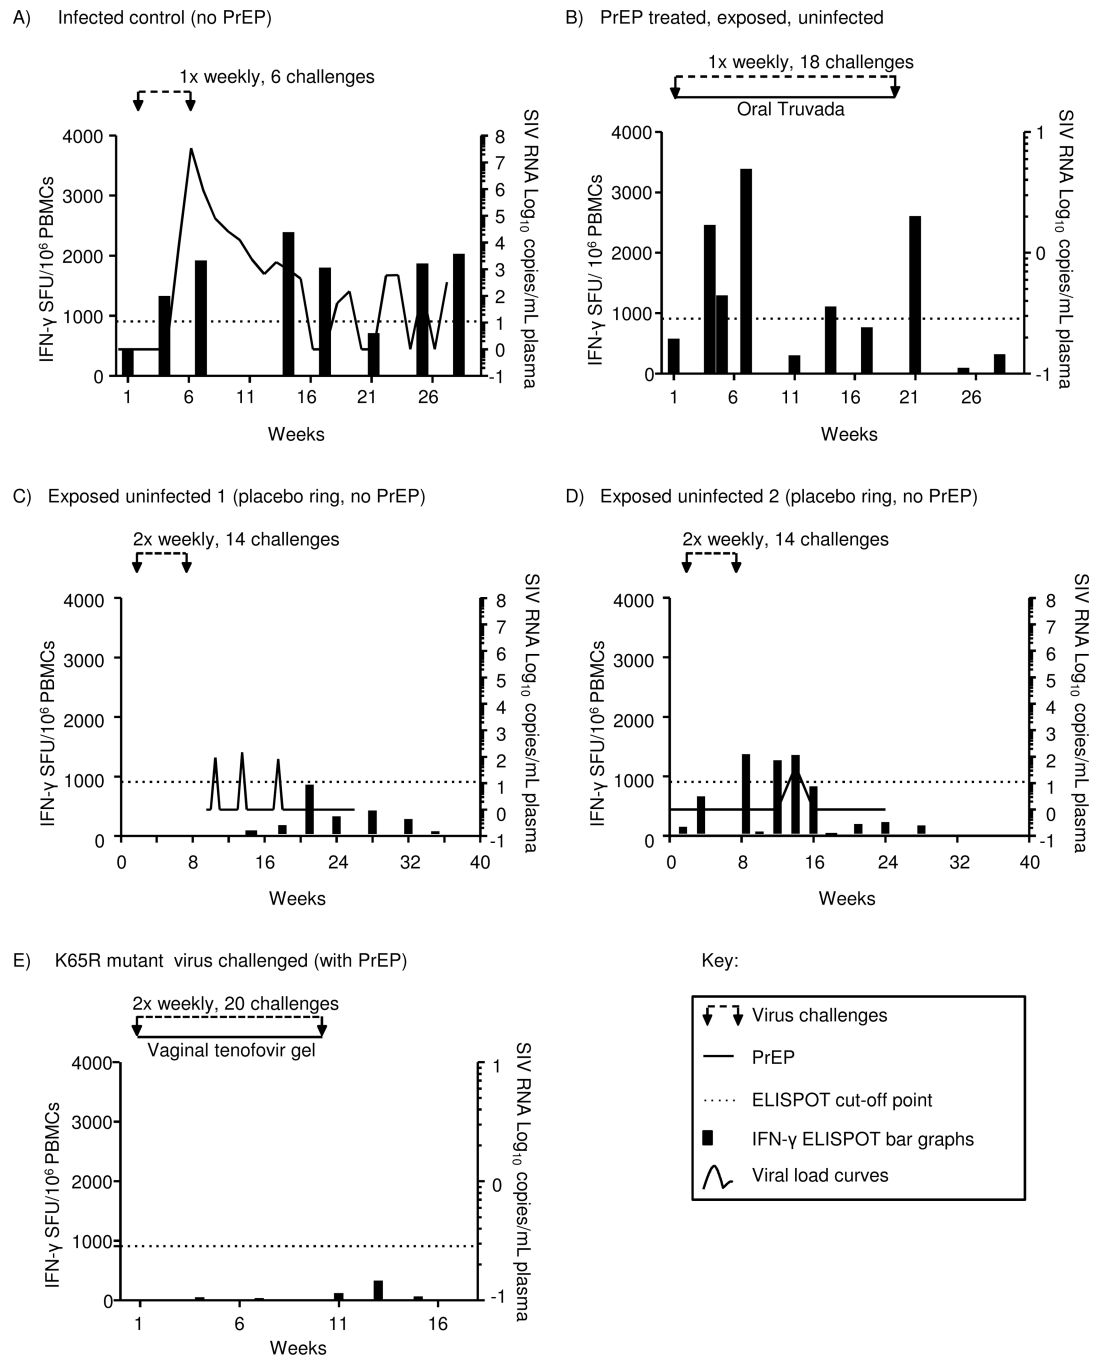 A) Infected control (no PrEP)
1x weekly, 6 challenges
4000
3000
2000
1000
0
IFN-γ SFU/10⁶ PBMCs
8
7
6
5
4
3
2
1
0
-1
SIV RNA Log₁₀ copies/mL plasma
1 6 11 16 21 26
Weeks
B) PrEP treated, exposed, uninfected
1x weekly, 18 challenges
Oral Truvada
4000
3000
2000
1000
0
IFN-γ SFU/ 10⁶ PBMCs
1
0
-1
SIV RNA Log₁₀ copies/mL plasma
1 6 11 16 21 26
Weeks
C) Exposed uninfected 1 (placebo ring, no PrEP)
2x weekly, 14 challenges
4000
3000
2000
1000
0
IFN-γ SFU/10⁶ PBMCs
8
7
6
5
4
3
2
1
0
-1
SIV RNA Log₁₀ copies/mL plasma
0 8 16 24 32 40
Weeks
D) Exposed uninfected 2 (placebo ring, no PrEP)
2x weekly, 14 challenges
4000
3000
2000
1000
0
IFN-γ SFU/10⁶ PBMCs
8
7
6
5
4
3
2
1
0
-1
SIV RNA Log₁₀ copies/mL plasma
0 8 16 24 32 40
Weeks
E) K65R mutant virus challenged (with PrEP)
2x weekly, 20 challenges
Vaginal tenofovir gel
4000
3000
2000
1000
0
IFN-γ SFU/10⁶ PBMCs
1
0
-1
SIV RNA Log₁₀ copies/mL plasma
1 6 11 16
Weeks
Key:
Virus challenges
PrEP
ELISPOT cut-off point
IFN-γ ELISPOT bar graphs
Viral load curves